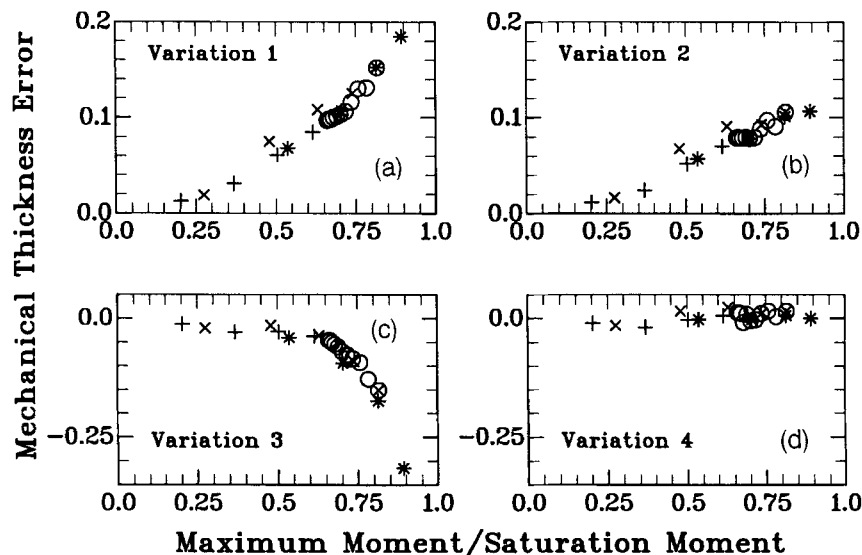 Mechanical Thickness Error
0.2
0.1
0.0
Variation 1
(a)
0.0 0.25 0.5 0.75 1.0
0.2
0.1
0.0
Variation 2
(b)
0.0 0.25 0.5 0.75 1.0
0.0
−0.25
(c)
Variation 3
0.0 0.25 0.5 0.75 1.0
0.0
−0.25
Variation 4
(d)
0.0 0.25 0.5 0.75 1.0
Maximum Moment/Saturation Moment